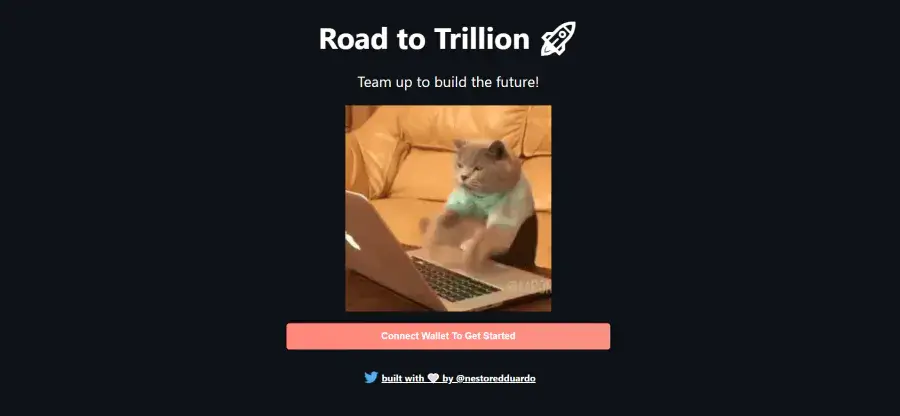 Road to Trillion 🚀
Team up to build the future!
Connect Wallet To Get Started
built with 🤍 by @nestoredduardo